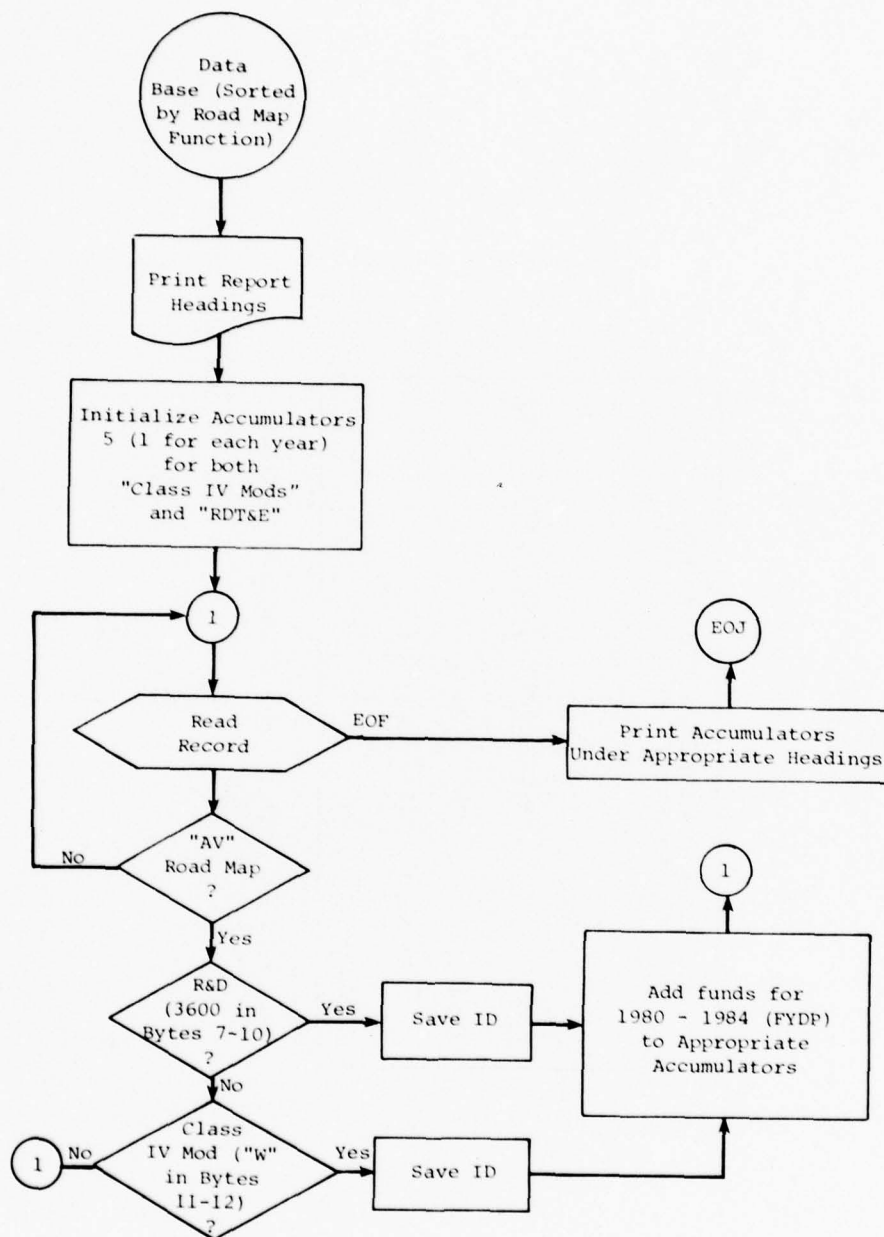 Data
Base (Sorted
by Road Map
Function)
Print Report
Headings
Initialize Accumulators
5 (1 for each year)
for both
"Class IV Mods"
and "RDT&E"
1
EOJ
Read
Record
EOF
Print Accumulators
Under Appropriate Headings
"AV"
Road Map
?
No
Yes
1
R&D
(3600 in
Bytes 7-10)
?
Yes
Save ID
Add funds for
1980 - 1984 (FYDP)
to Appropriate
Accumulators
No
Class
IV Mod ("W"
in Bytes
11-12)
?
1
No
Yes
Save ID